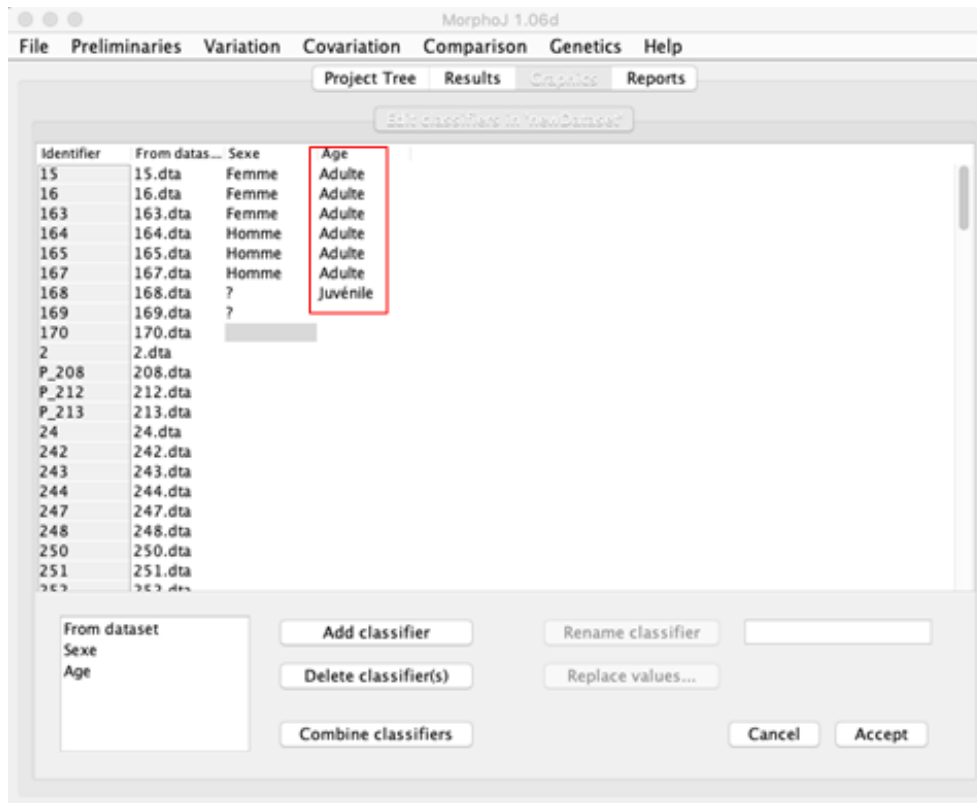 MorphoJ 1.06d
File Preliminaries Variation Covariation Comparison Genetics Help
Project Tree Results Graphics Reports
Edit classifiers in 'newDataset'
Identifier From datas... Sexe Age
15 15.dta Femme Adulte
16 16.dta Femme Adulte
163 163.dta Femme Adulte
164 164.dta Homme Adulte
165 165.dta Homme Adulte
167 167.dta Homme Adulte
168 168.dta ? Juvénile
169 169.dta ?
170 170.dta
2 2.dta
P_208 208.dta
P_212 212.dta
P_213 213.dta
24 24.dta
242 242.dta
243 243.dta
244 244.dta
247 247.dta
248 248.dta
250 250.dta
251 251.dta
252 252.dta
From dataset
Sexe
Age
Add classifier Rename classifier
Delete classifier(s) Replace values...
Combine classifiers Cancel Accept